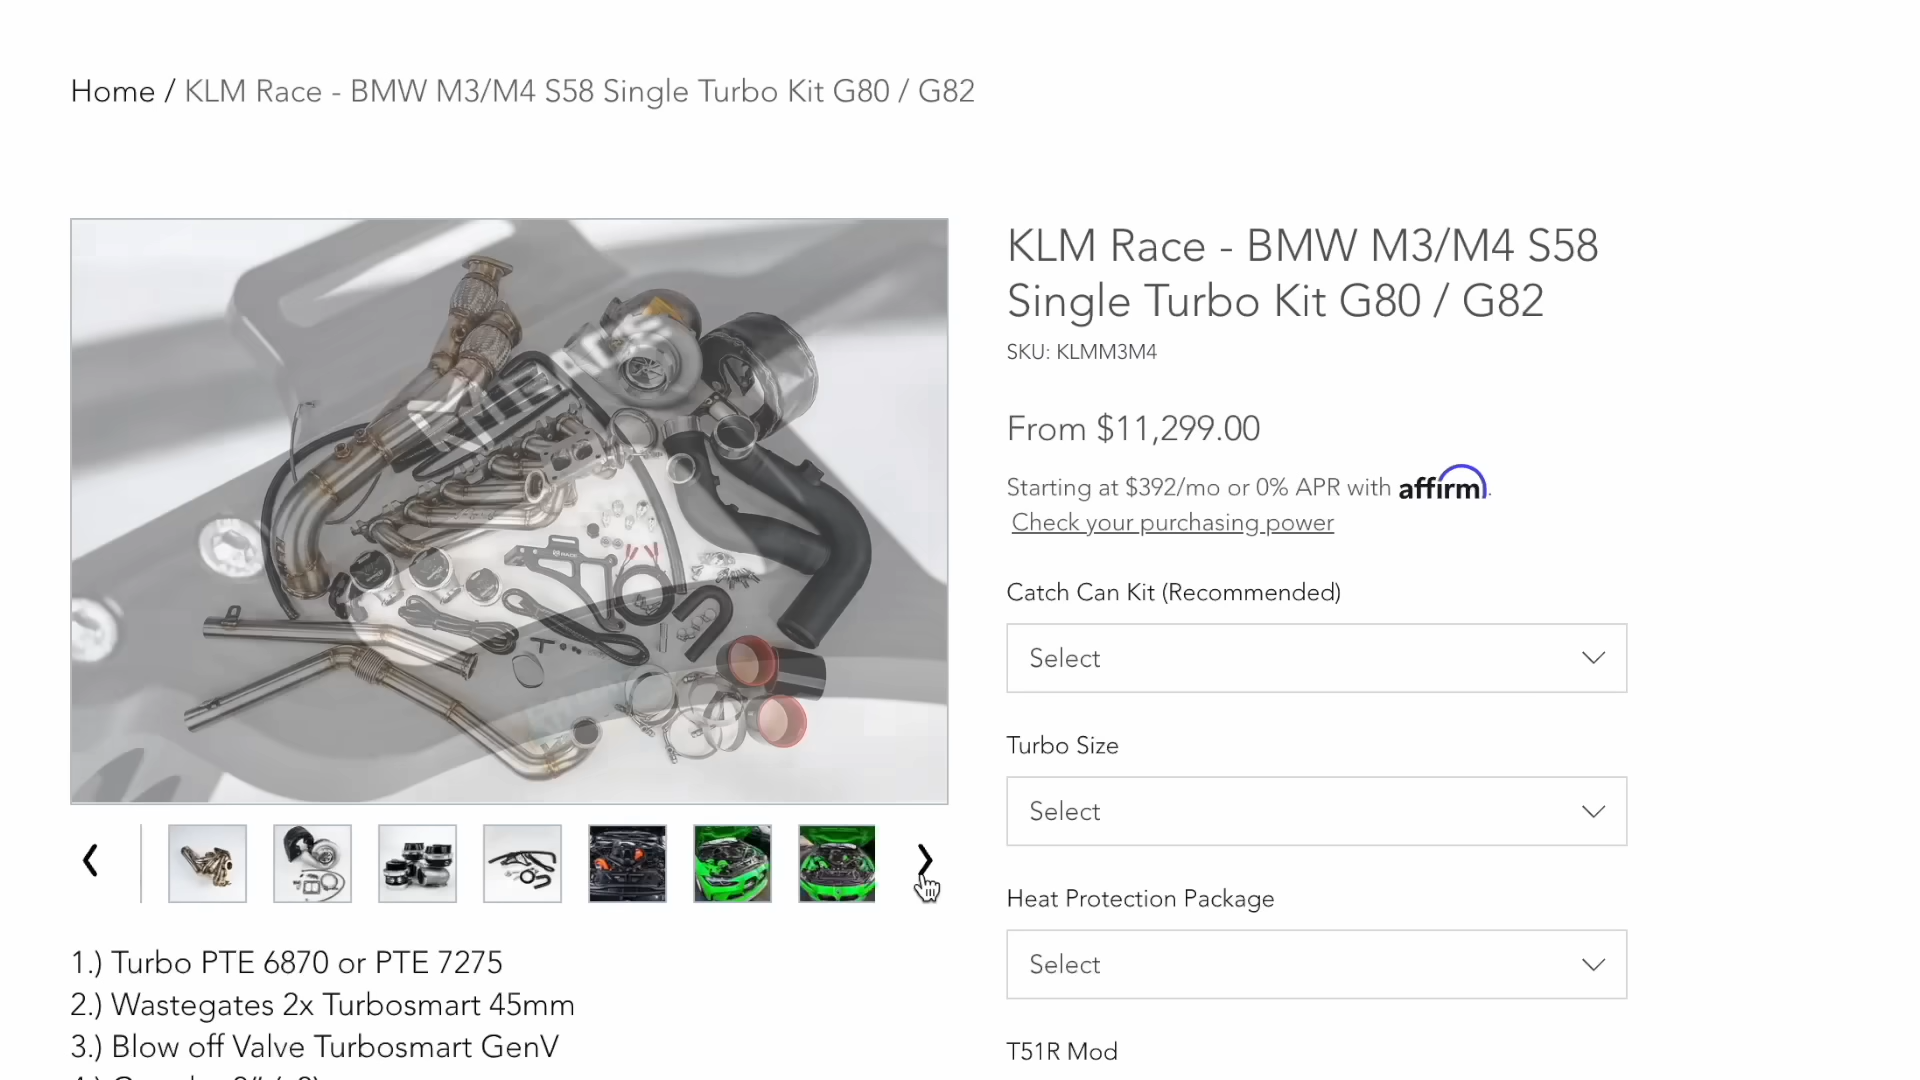 Home / KLM Race - BMW M3/M4 S58 Single Turbo Kit G80 / G82
KLM Race - BMW M3/M4 S58
Single Turbo Kit G80 / G82
SKU: KLMM3M4
From $11,299.00
Starting at $392/mo or 0% APR with affirm.
Check your purchasing power
Catch Can Kit (Recommended)
Select
Turbo Size
Select
Heat Protection Package
Select
T51R Mod
1.) Turbo PTE 6870 or PTE 7275
2.) Wastegates 2x Turbosmart 45mm
3.) Blow off Valve Turbosmart GenV